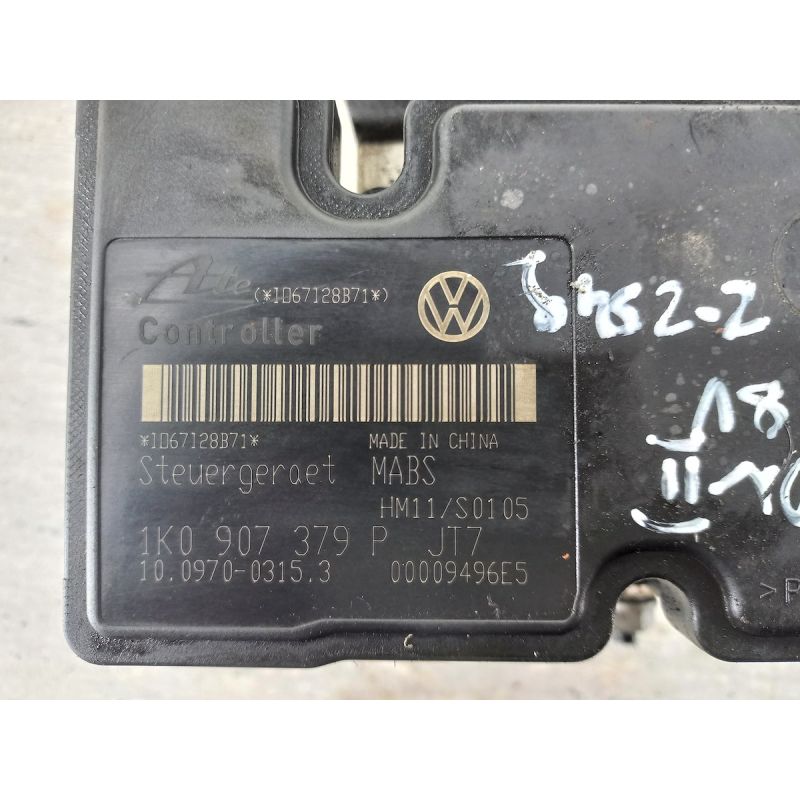 Ate (*1D67128B71*)
Controller
*1D67128B71* MADE IN CHINA
Steuergeraet MABS
HM11/S0105
1K0 907 379 P JT7
10.0970-0315.3 00009496E5
>P
6